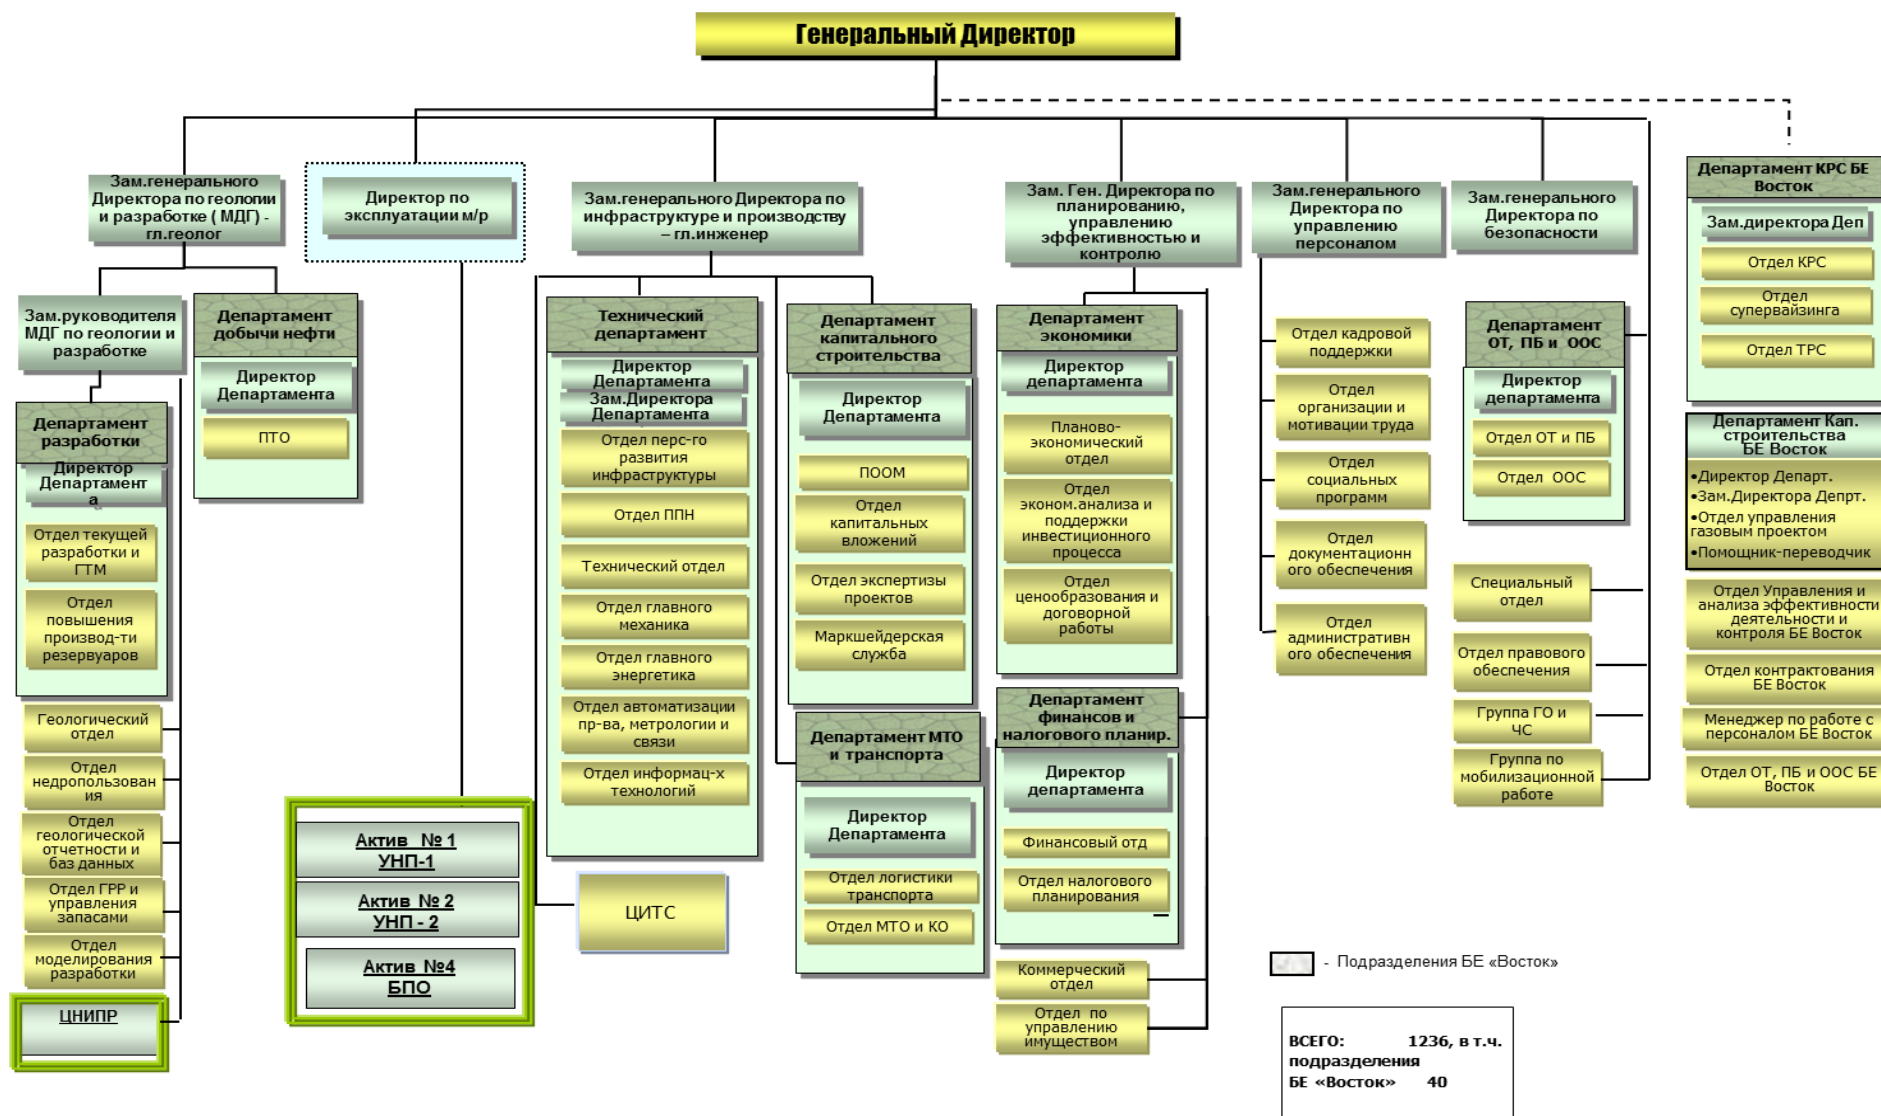 Генеральный Директор
Зам.генерального
Директора по геологии
и разработке ( МДГ) -
гл.геолог
Директор по
эксплуатации м/р
Зам.генерального Директора по
инфраструктуре и производству
– гл.инженер
Зам. Ген. Директора по
планированию,
управлению
эффективностью и
контролю
Зам.генерального
Директора по
управлению
персоналом
Зам.генерального
Директора по
безопасности
Департамент КРС БЕ
Восток
Зам.директора Деп
Отдел КРС
Отдел
супервайзинга
Отдел ТРС
Зам.руководителя
МДГ по геологии и
разработке
Департамент
добычи нефти
Директор
Департамента
ПТО
Департамент
разработки
Директор
Департамент
а
Отдел текущей
разработки и
ГТМ
Отдел
повышения
производ-ти
резервуаров
Геологический
отдел
Отдел
недропользован
ия
Отдел
геологической
отчетности и
баз данных
Отдел ГРР и
управления
запасами
Отдел
моделирования
разработки
ЦНИПР
Актив № 1
УНП-1
Актив № 2
УНП - 2
Актив №4
БПО
Технический
департамент
Директор
Департамента
Зам.Директора
Департамента
Отдел перс-го
развития
инфраструктуры
Отдел ППН
Технический отдел
Отдел главного
механика
Отдел главного
энергетика
Отдел автоматизации
пр-ва, метрологии и
связи
Отдел информац-х
технологий
ЦИТС
Департамент
капитального
строительства
Директор
Департамента
ПООМ
Отдел
капитальных
вложений
Отдел экспертизы
проектов
Маркшейдерская
служба
Департамент МТО
и транспорта
Директор
Департамента
Отдел логистики
транспорта
Отдел МТО и КО
Департамент
экономики
Директор
департамента
Планово-
экономический
отдел
Отдел
эконом.анализа и
поддержки
инвестиционного
процесса
Отдел
ценообразования и
договорной
работы
Департамент
финансов и
налогового планир.
Директор
департамента
Финансовый отд
Отдел налогового
планирования
Коммерческий
отдел
Отдел по
управлению
имуществом
Отдел кадровой
поддержки
Отдел
организации и
мотивации труда
Отдел
социальных
программ
Отдел
документационн
ого обеспечения
Отдел
административн
ого обеспечения
Департамент
ОТ, ПБ и ООС
Директор
департамента
Отдел ОТ и ПБ
Отдел ООС
Специальный
отдел
Отдел правового
обеспечения
Группа ГО и
ЧС
Группа по
мобилизационной
работе
Департамент Кап.
строительства
БЕ Восток
•Директор Департ.
•Зам.Директора Депрт.
•Отдел управления
газовым проектом
•Помощник-переводчик
Отдел Управления и
анализа эффективности
деятельности и
контроля БЕ Восток
Отдел контрактования
БЕ Восток
Менеджер по работе с
персоналом БЕ Восток
Отдел ОТ, ПБ и ООС БЕ
Восток
- Подразделения БЕ «Восток»
ВСЕГО: 1236, в т.ч.
подразделения
БЕ «Восток» 40